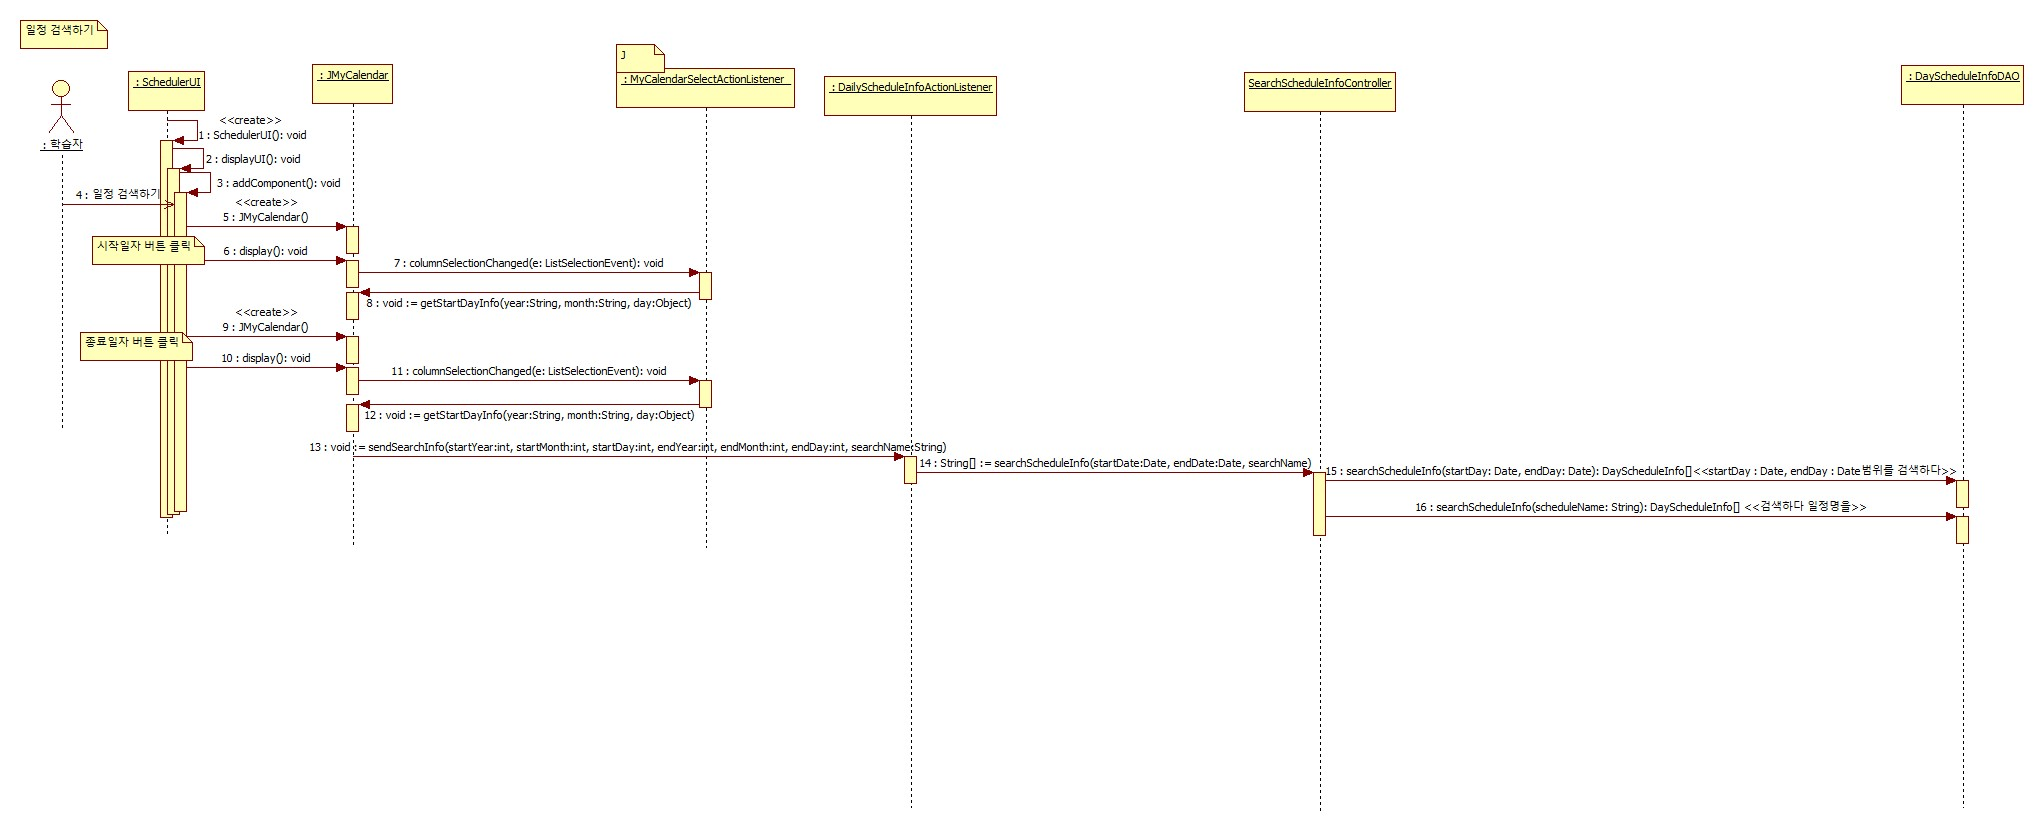 일정 검색하기
: 학습자
: SchedulerUI
: JMyCalendar
J
: MyCalendarSelectActionListener
: DailyScheduleInfoActionListener
SearchScheduleInfoController
: DayScheduleInfoDAO
<<create>>
1 : SchedulerUI(): void
2 : displayUI(): void
3 : addComponent(): void
4 : 일정 검색하기
<<create>>
5 : JMyCalendar()
시작일자 버튼 클릭
6 : display(): void
7 : columnSelectionChanged(e: ListSelectionEvent): void
8 : void := getStartDayInfo(year:String, month:String, day:Object)
<<create>>
9 : JMyCalendar()
종료일자 버튼 클릭
10 : display(): void
11 : columnSelectionChanged(e: ListSelectionEvent): void
12 : void := getStartDayInfo(year:String, month:String, day:Object)
13 : void := sendSearchInfo(startYear:int, startMonth:int, startDay:int, endYear:int, endMonth:int, endDay:int, searchName:String)
14 : String[] := searchScheduleInfo(startDate:Date, endDate:Date, searchName)
15 : searchScheduleInfo(startDay: Date, endDay: Date): DayScheduleInfo[]<<startDay : Date, endDay : Date범위를 검색하다>>
16 : searchScheduleInfo(scheduleName: String): DayScheduleInfo[] <<검색하다 일정명을>>